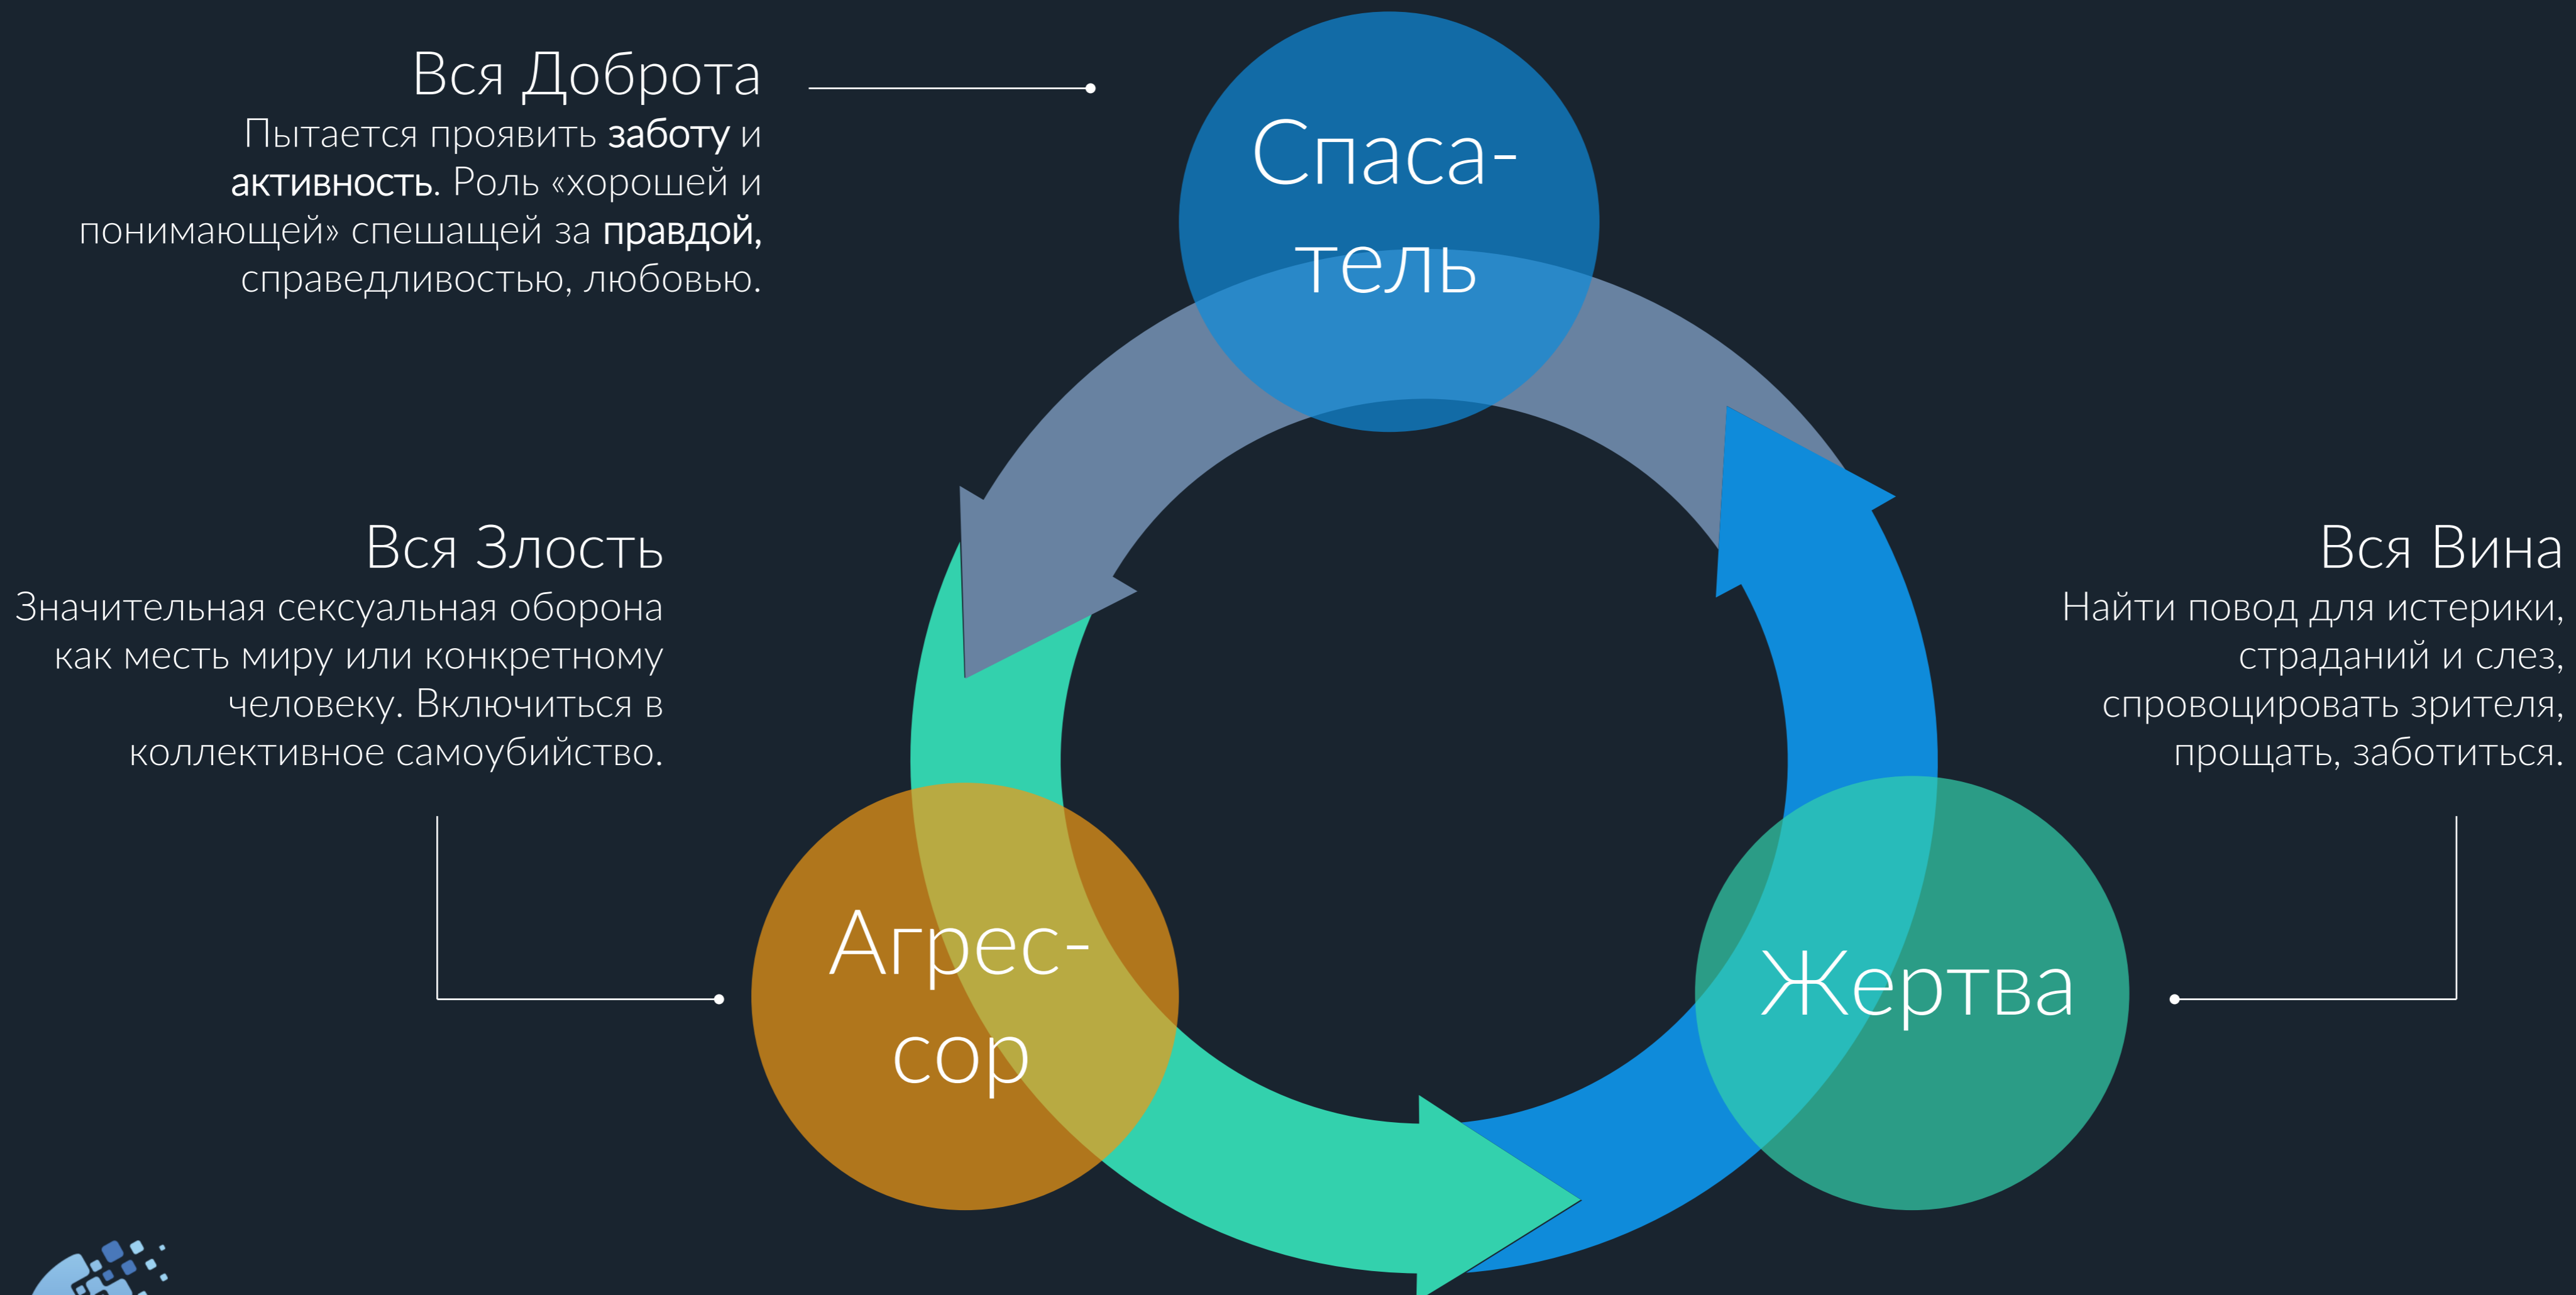 Вся Доброта
Пытается проявить заботу и
активность. Роль «хорошей и
понимающей» спешащей за правдой,
справедливостью, любовью.
Спаса-
тель
Вся Злость
Значительная сексуальная оборона
как месть миру или конкретному
человеку. Включиться в
коллективное самоубийство.
Вся Вина
Найти повод для истерики,
страданий и слез,
спровоцировать зрителя,
прощать, заботиться.
Агрес-
сор
Жертва